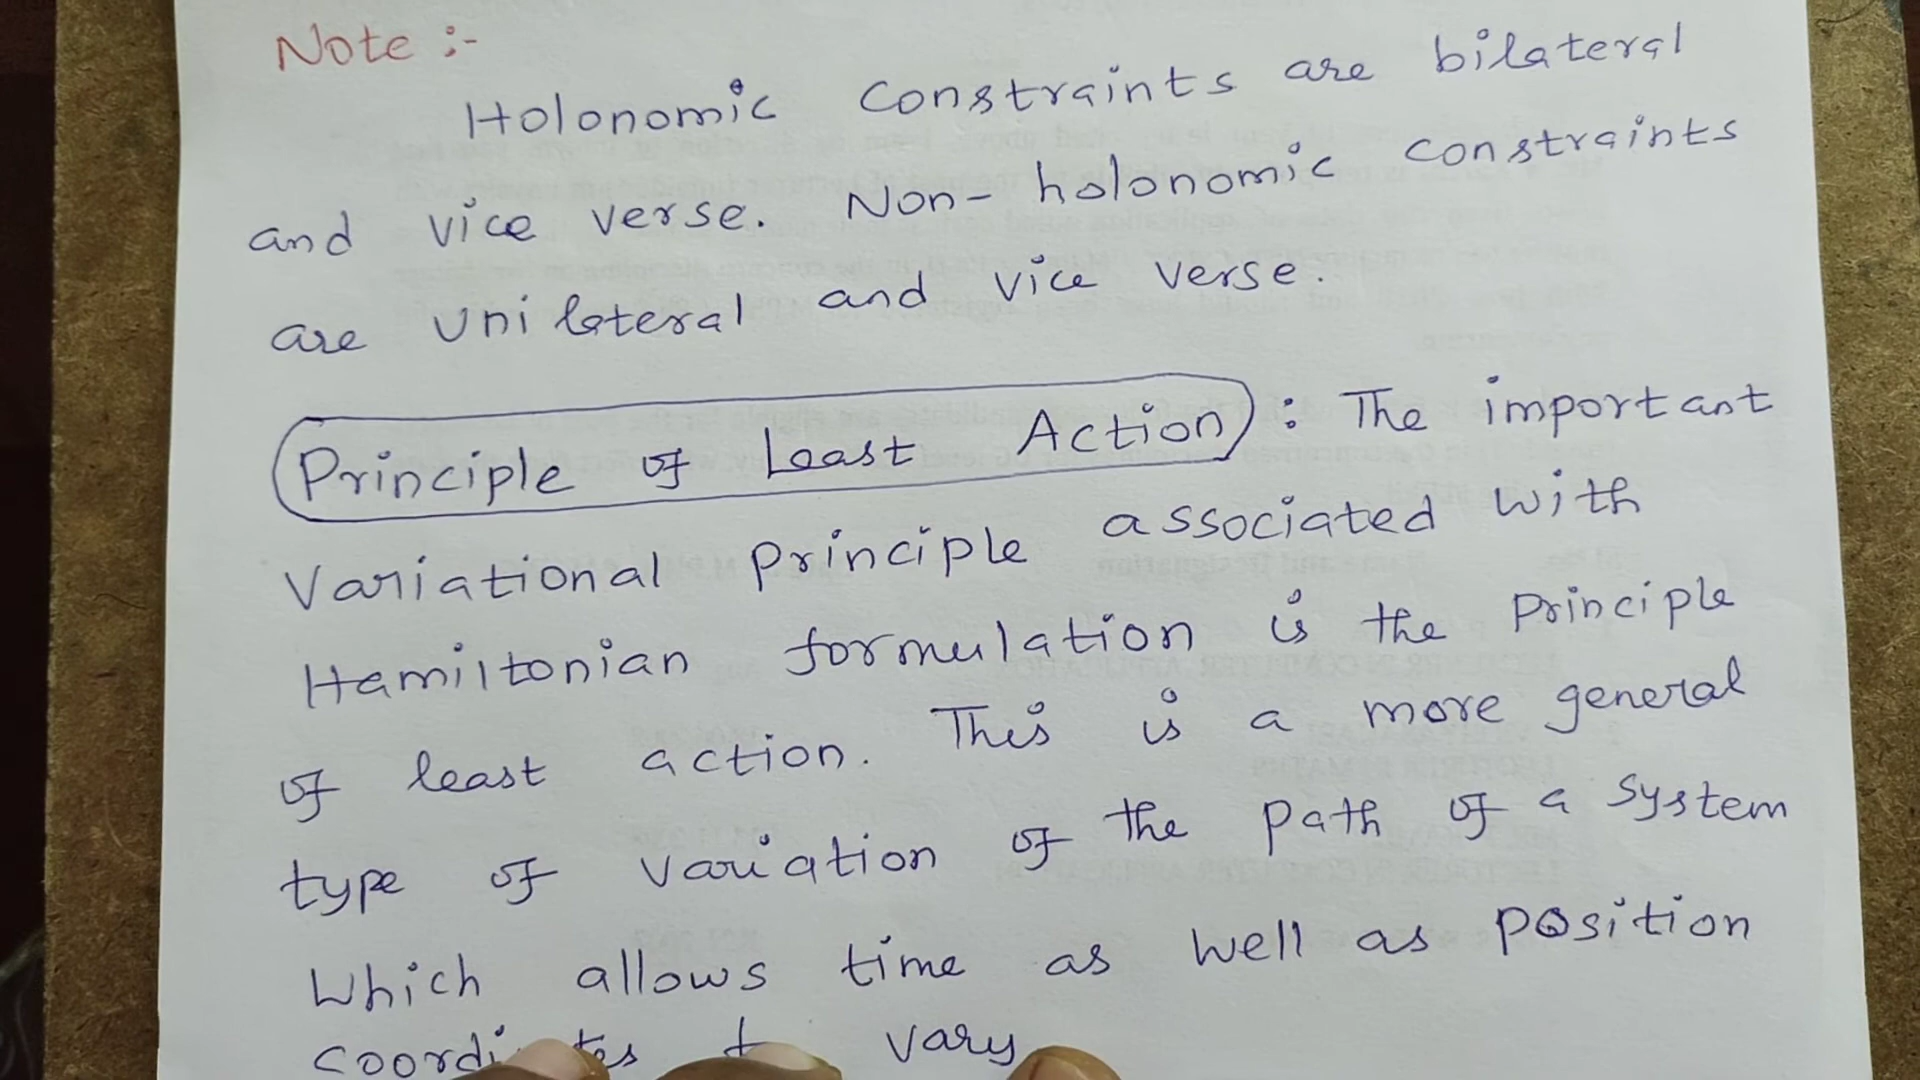 Note :-
Holonomic constraints are bilateral
and vice verse. Non-holonomic constraints
are unilateral and vice verse.
Principle of Least Action : The important
Variational principle associated with
Hamiltonian formulation is the principle
of least action. This is a more general
type of variation of the path of a system
which allows time as well as position
vary